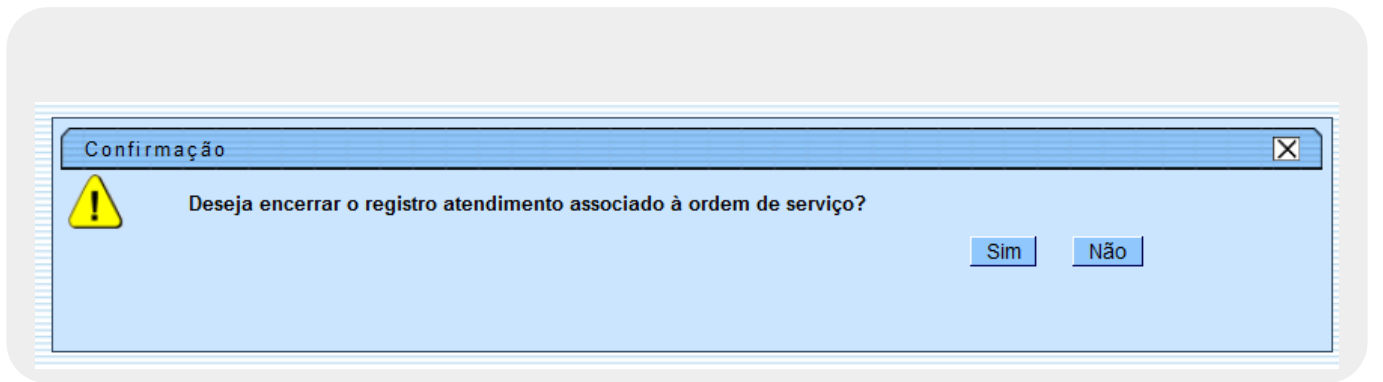 Confirmação
Deseja encerrar o registro atendimento associado à ordem de serviço?
Sim Não